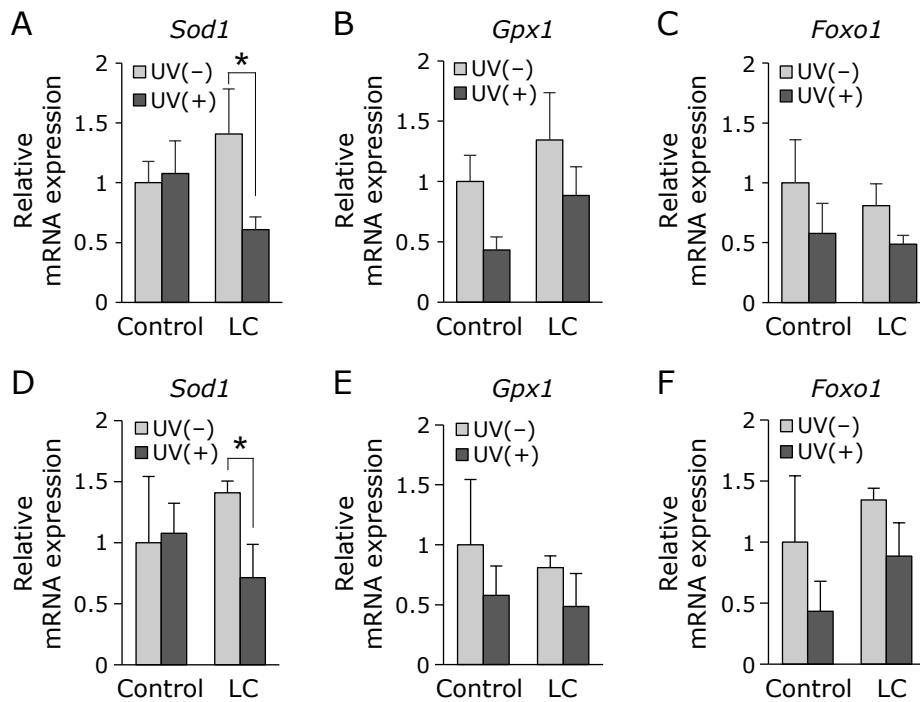 A
Sod1
Relative
mRNA expression
2
1.5
1
0.5
0
UV(−)
UV(+)
*
Control
LC
B
Gpx1
Relative
mRNA expression
2
1.5
1
0.5
0
UV(−)
UV(+)
Control
LC
C
Foxo1
Relative
mRNA expression
2
1.5
1
0.5
0
UV(−)
UV(+)
Control
LC
D
Sod1
Relative
mRNA expression
2
1.5
1
0.5
0
UV(−)
UV(+)
*
Control
LC
E
Gpx1
Relative
mRNA expression
2
1.5
1
0.5
0
UV(−)
UV(+)
Control
LC
F
Foxo1
Relative
mRNA expression
2
1.5
1
0.5
0
UV(−)
UV(+)
Control
LC